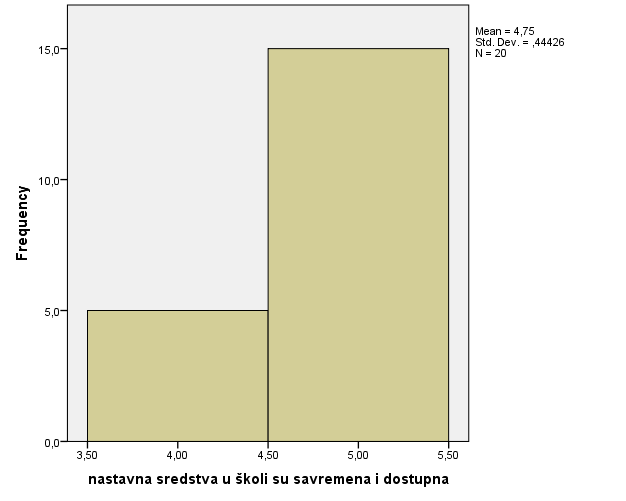 Mean = 4,75
Std. Dev. = ,44426
N = 20
Frequency
15,0
10,0
5,0
0,0
3,50 4,00 4,50 5,00 5,50
nastavna sredstva u školi su savremena i dostupna